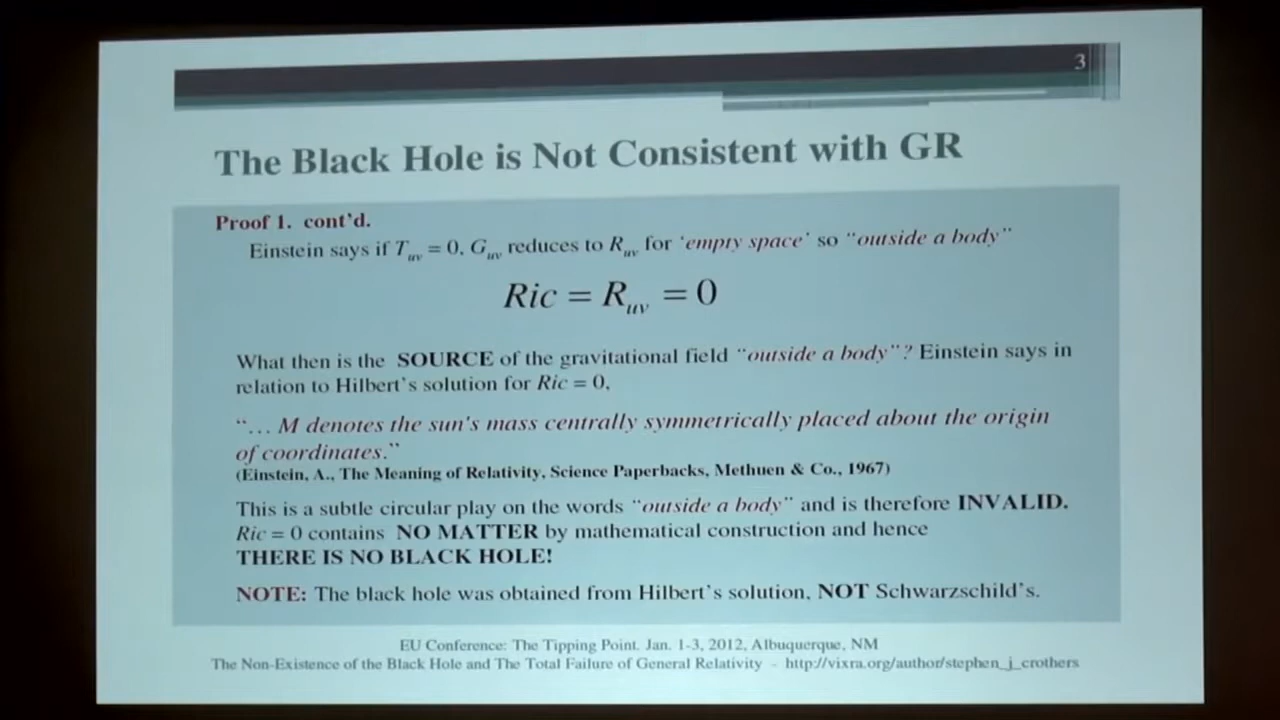 3
The Black Hole is Not Consistent with GR
Proof 1. cont'd.
Einstein says if Tuv = 0, Guv reduces to Ruv for 'empty space' so "outside a body"
Ric = Ruv = 0
What then is the SOURCE of the gravitational field "outside a body"? Einstein says in
relation to Hilbert's solution for Ric = 0,
"… M denotes the sun's mass centrally symmetrically placed about the origin
of coordinates."
(Einstein, A., The Meaning of Relativity, Science Paperbacks, Methuen & Co., 1967)
This is a subtle circular play on the words "outside a body" and is therefore INVALID.
Ric = 0 contains NO MATTER by mathematical construction and hence
THERE IS NO BLACK HOLE!
NOTE: The black hole was obtained from Hilbert's solution, NOT Schwarzschild's.
EU Conference: The Tipping Point. Jan. 1-3, 2012, Albuquerque, NM
The Non-Existence of the Black Hole and The Total Failure of General Relativity - http://vixra.org/author/stephen_j_crothers